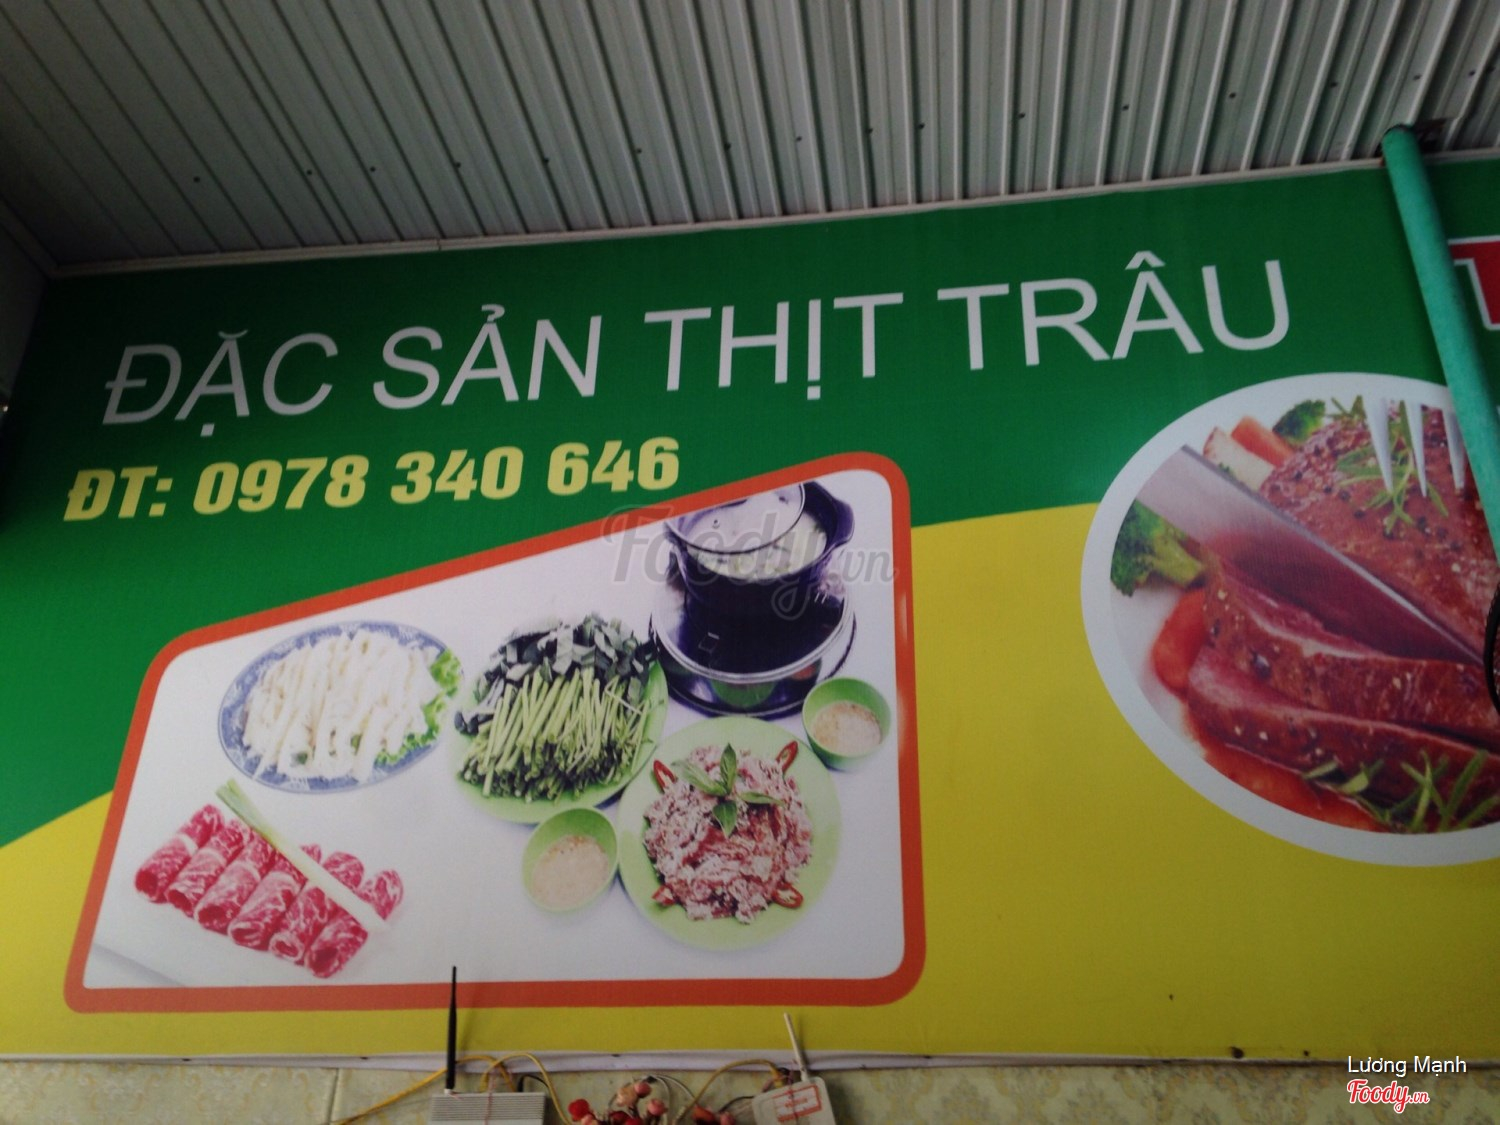 ĐẶC SẢN THỊT TRÂU
ĐT: 0978 340 646
Foody.vn
Lương Mạnh
Foody.vn